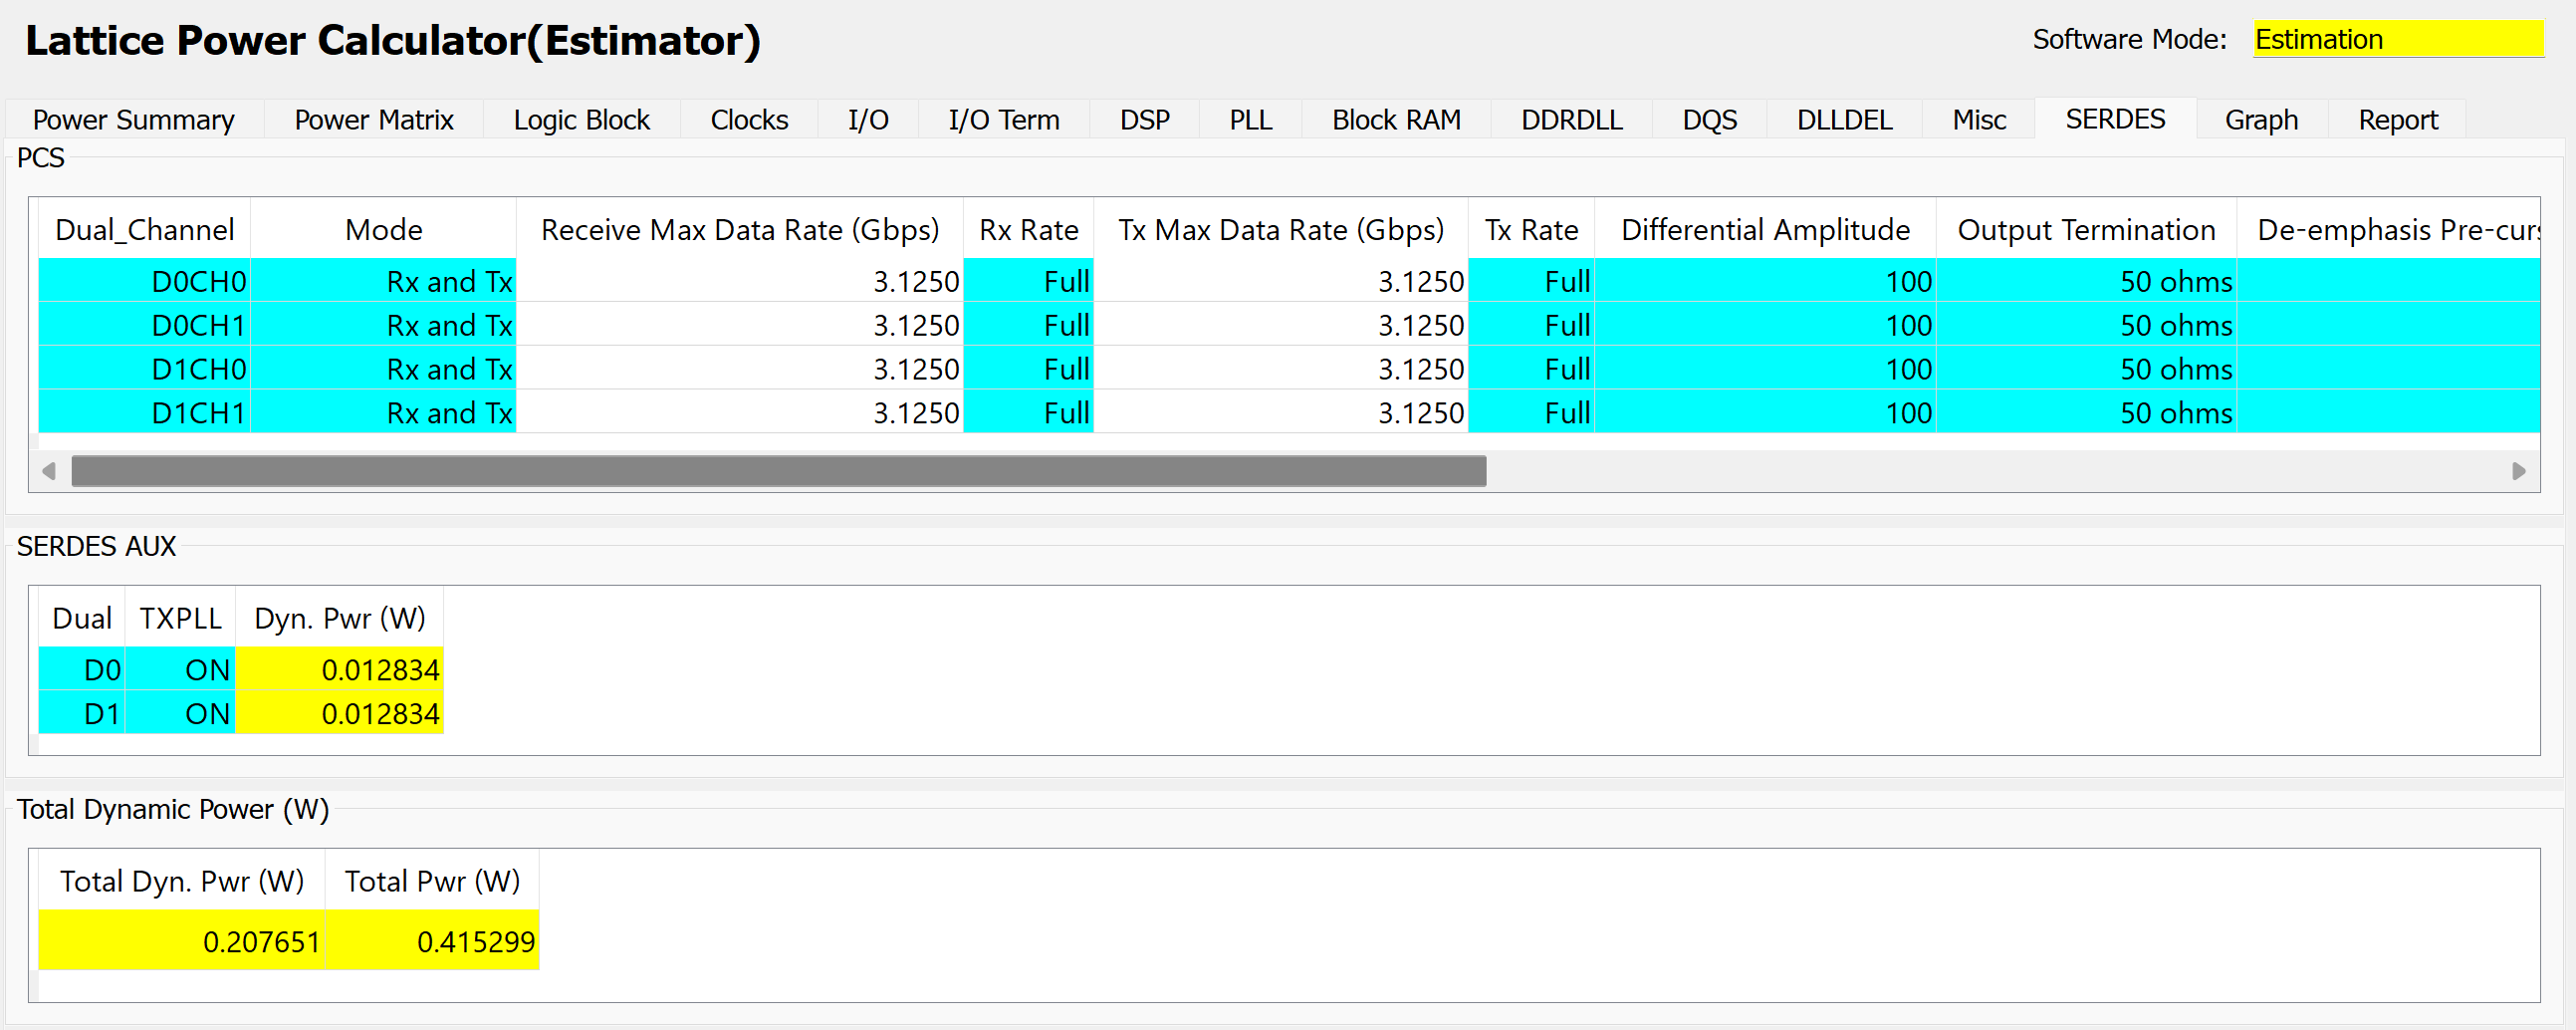 Lattice Power Calculator(Estimator) Software Mode: Estimation
Power Summary Power Matrix Logic Block Clocks I/O I/O Term DSP PLL Block RAM DDRDLL DQS DLLDEL Misc SERDES Graph Report
PCS
Dual_Channel Mode Receive Max Data Rate (Gbps) Rx Rate Tx Max Data Rate (Gbps) Tx Rate Differential Amplitude Output Termination De-emphasis Pre-curs
D0CH0 Rx and Tx 3.1250 Full 3.1250 Full 100 50 ohms
D0CH1 Rx and Tx 3.1250 Full 3.1250 Full 100 50 ohms
D1CH0 Rx and Tx 3.1250 Full 3.1250 Full 100 50 ohms
D1CH1 Rx and Tx 3.1250 Full 3.1250 Full 100 50 ohms
SERDES AUX
Dual TXPLL Dyn. Pwr (W)
D0 ON 0.012834
D1 ON 0.012834
Total Dynamic Power (W)
Total Dyn. Pwr (W) Total Pwr (W)
0.207651 0.415299